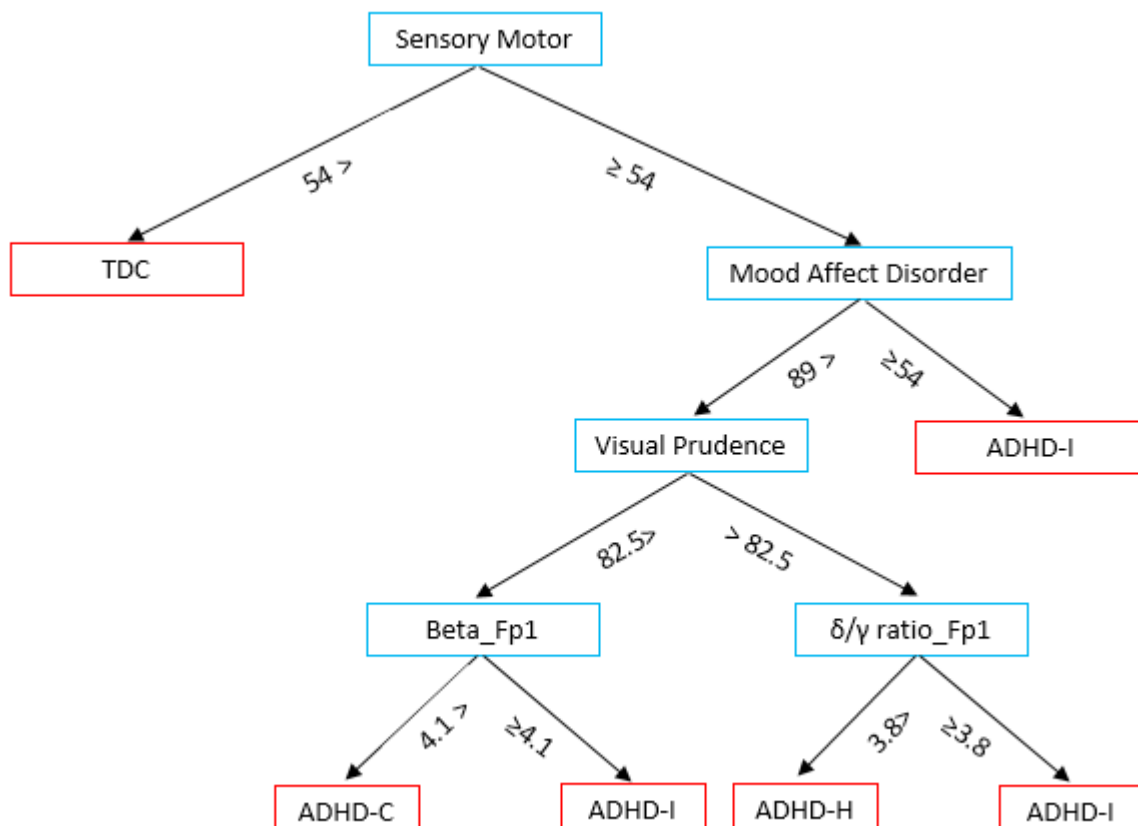 Sensory Motor
54 >
≥ 54
TDC
Mood Affect Disorder
89 >
≥54
Visual Prudence
ADHD-I
82.5>
> 82.5
Beta_Fp1
δ/γ ratio_Fp1
4.1 >
≥4.1
3.8>
≥3.8
ADHD-C
ADHD-I
ADHD-H
ADHD-I